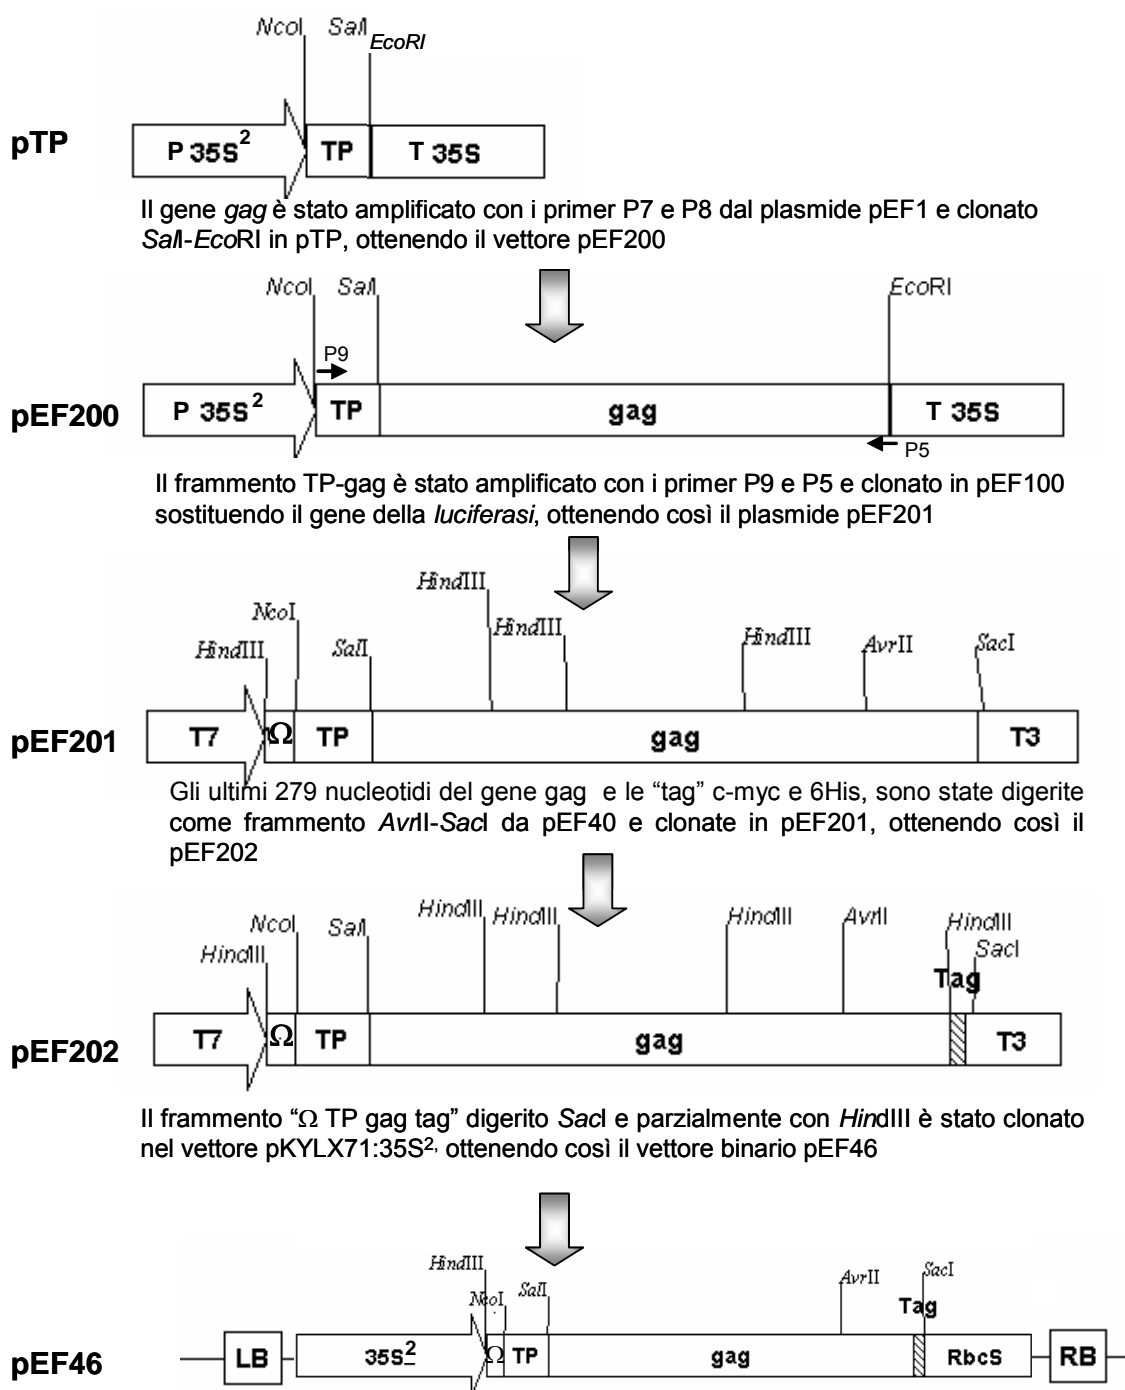 NcoI SalI
EcoRI
pTP
P 35S2 TP T 35S
Il gene gag è stato amplificato con i primer P7 e P8 dal plasmide pEF1 e clonato
SalI-EcoRI in pTP, ottenendo il vettore pEF200
NcoI SalI EcoRI
P9
pEF200
P 35S2 TP gag T 35S
P5
Il frammento TP-gag è stato amplificato con i primer P9 e P5 e clonato in pEF100
sostituendo il gene della luciferasi, ottenendo così il plasmide pEF201
HindIII
NcoI HindIII
HindIII SalI HindIII AvrII SacI
pEF201
T7 Ω TP gag T3
Gli ultimi 279 nucleotidi del gene gag e le “tag” c-myc e 6His, sono state digerite
come frammento AvrII-SacI da pEF40 e clonate in pEF201, ottenendo così il
pEF202
HindIII HindIII HindIII AvrII HindIII
NcoI SalI
HindIII SacI
Tag
pEF202
T7 Ω TP gag T3
Il frammento “Ω TP gag tag” digerito SacI e parzialmente con HindIII è stato clonato
nel vettore pKYLX71:35S2, ottenendo così il vettore binario pEF46
HindIII
NcoI SalI AvrII SacI
Tag
pEF46
LB 35S2 Ω TP gag RbcS RB